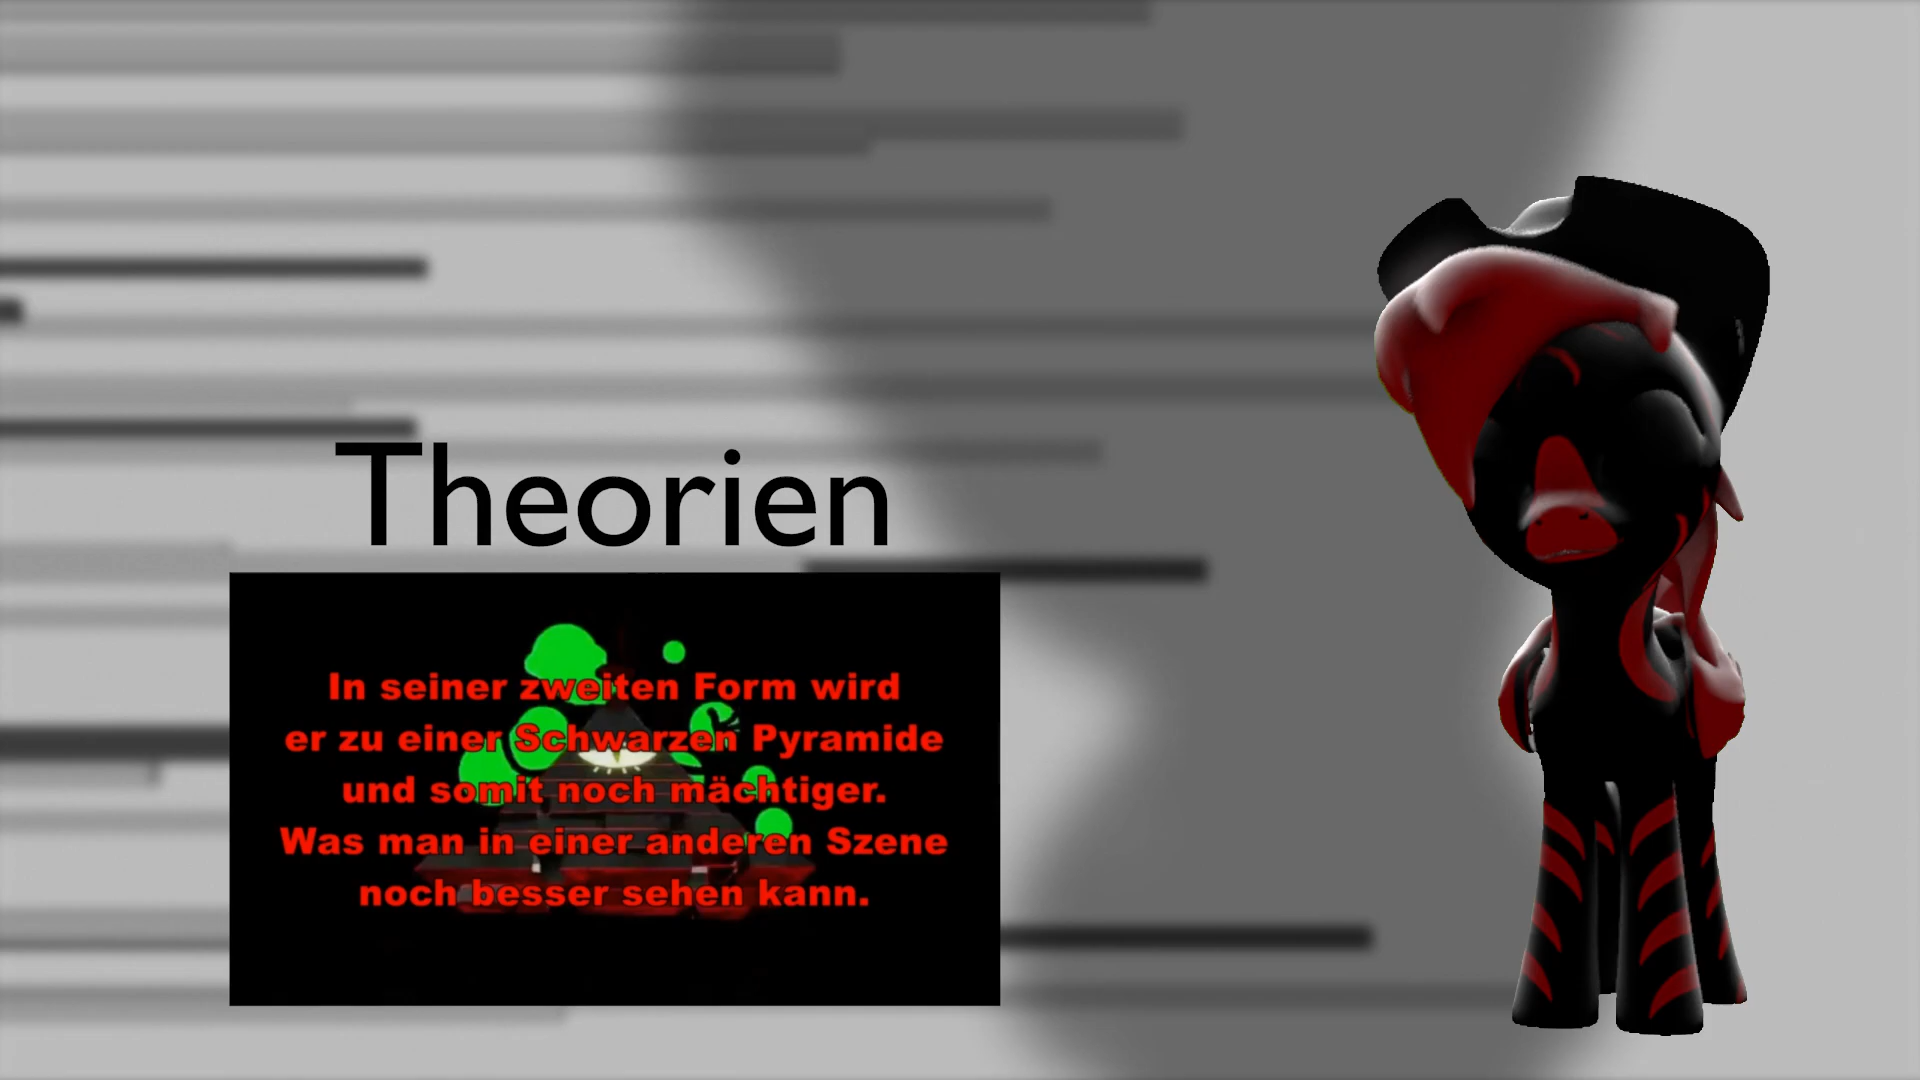 Theorien
In seiner zweiten Form wird
er zu einer Schwarzen Pyramide
und somit noch mächtiger.
Was man in einer anderen Szene
noch besser sehen kann.